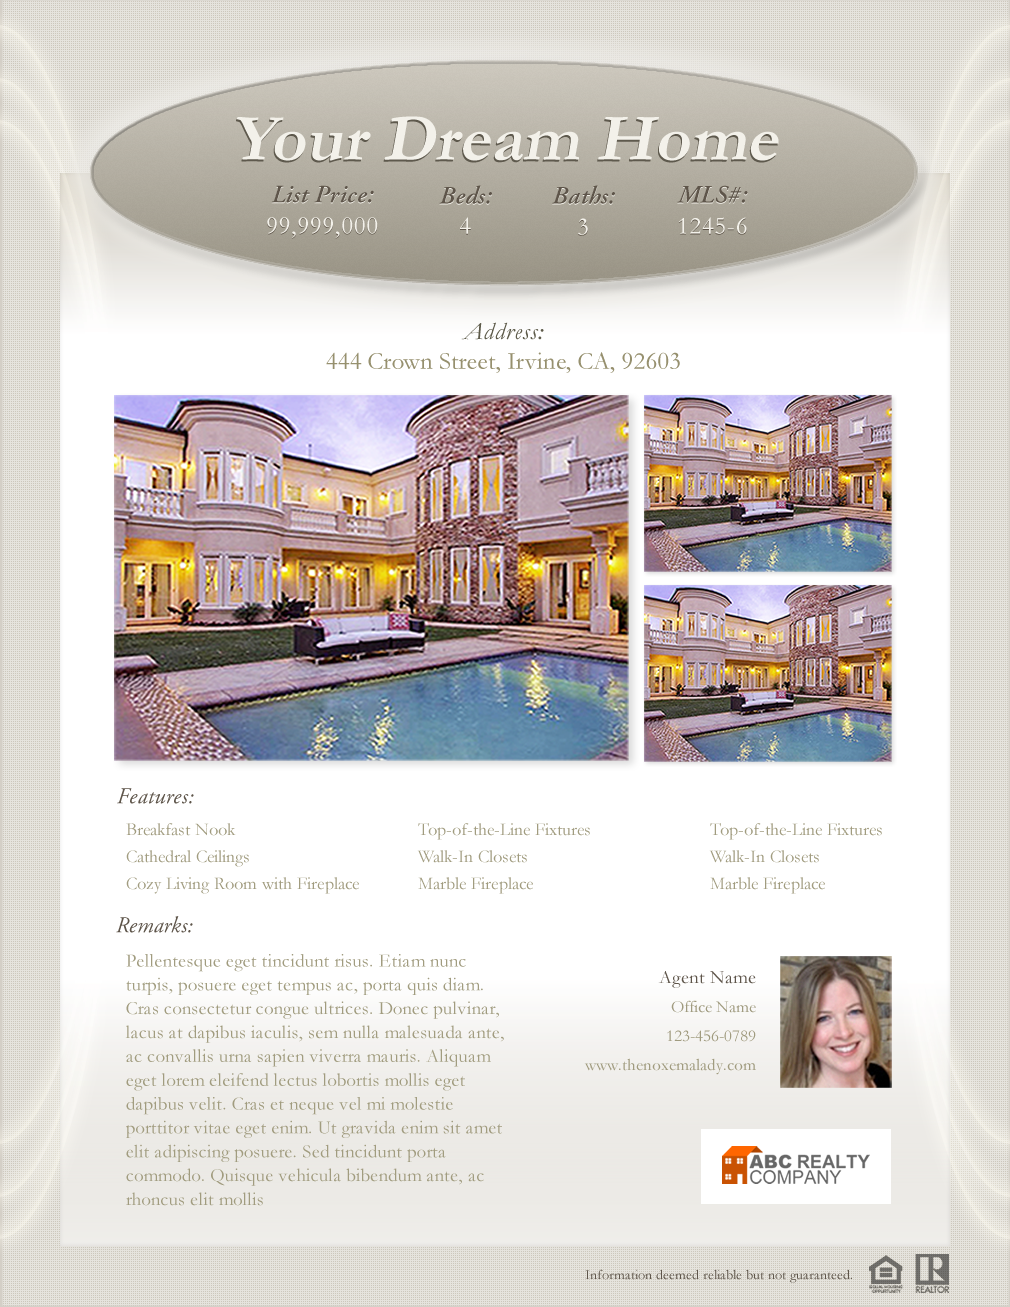 Your Dream Home
List Price: Beds: Baths: MLS#:
99,999,000 4 3 1245-6
Address:
444 Crown Street, Irvine, CA, 92603
Features:
Breakfast Nook Top-of-the-Line Fixtures Top-of-the-Line Fixtures
Cathedral Ceilings Walk-In Closets Walk-In Closets
Cozy Living Room with Fireplace Marble Fireplace Marble Fireplace
Remarks:
Pellentesque eget tincidunt risus. Etiam nunc
turpis, posuere eget tempus ac, porta quis diam.
Cras consectetur congue ultrices. Donec pulvinar,
lacus at dapibus iaculis, sem nulla malesuada ante,
ac convallis urna sapien viverra mauris. Aliquam
eget lorem eleifend lectus lobortis mollis eget
dapibus velit. Cras et neque vel mi molestie
porttitor vitae eget enim. Ut gravida enim sit amet
elit adipiscing posuere. Sed tincidunt porta
commodo. Quisque vehicula bibendum ante, ac
rhoncus elit mollis
Agent Name
Office Name
123-456-0789
www.thenoxemalady.com
ABC REALTY
COMPANY
Information deemed reliable but not guaranteed.
EQUAL HOUSING
OPPORTUNITY
R
REALTOR